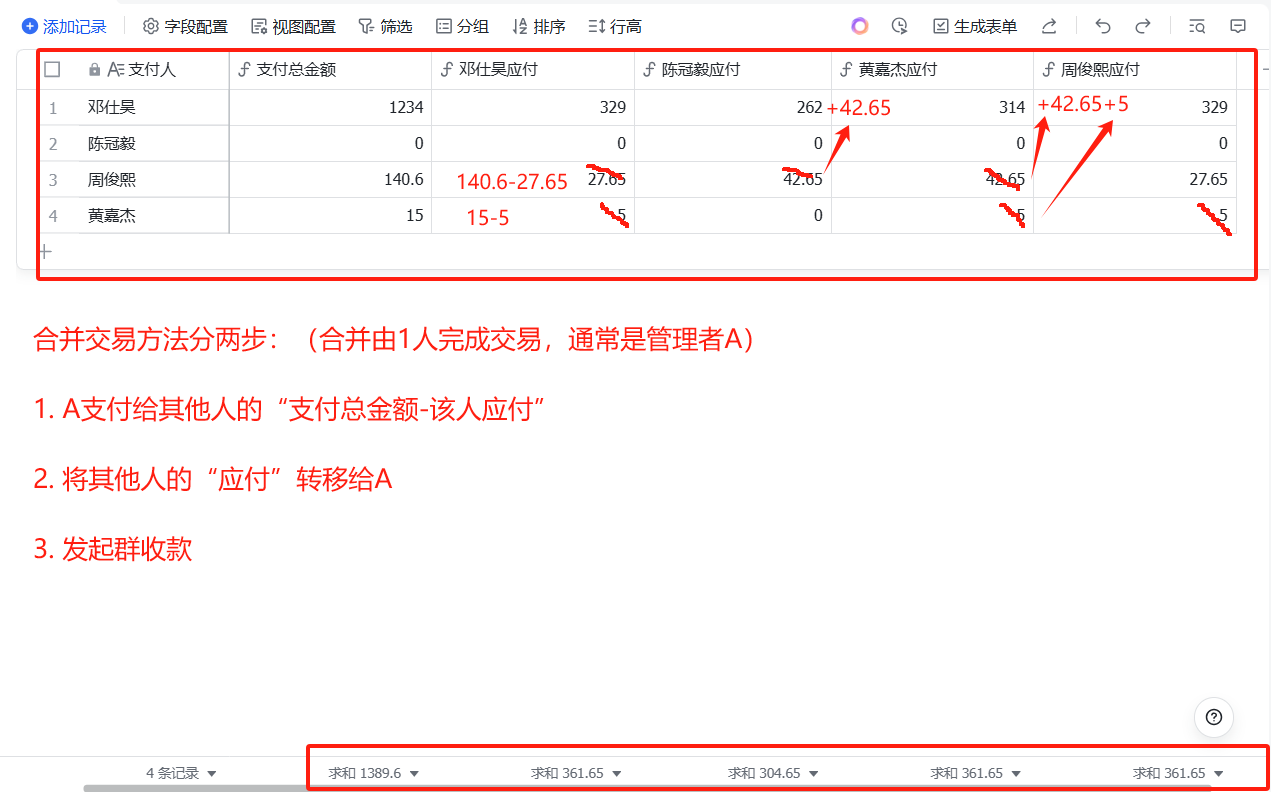 添加记录 字段配置 视图配置 筛选 分组 排序 行高 生成表单
支付人 支付总金额 邓仕昊应付 陈冠毅应付 黄嘉杰应付 周俊熙应付
1 邓仕昊 1234 329 262 +42.65 314 +42.65+5 329
2 陈冠毅 0 0 0 0 0
3 周俊熙 140.6 140.6-27.65 27.65 42.65 42.65 27.65
4 黄嘉杰 15 15-5 5 0 5 5
合并交易方法分两步：（合并由1人完成交易，通常是管理者A）
1. A支付给其他人的“支付总金额-该人应付”
2. 将其他人的“应付”转移给A
3. 发起群收款
4 条记录 求和 1389.6 求和 361.65 求和 304.65 求和 361.65 求和 361.65